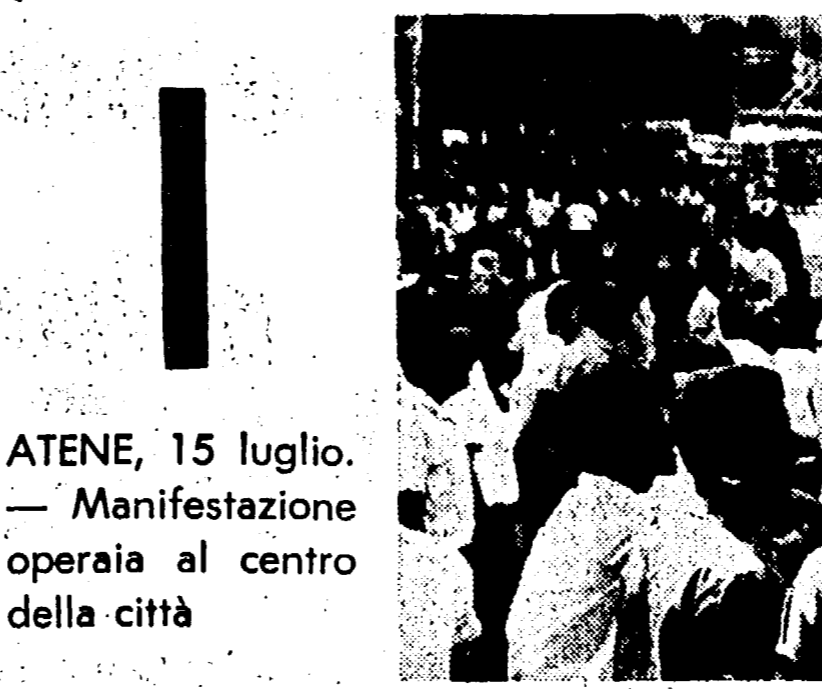 ATENE, 15 luglio.
— Manifestazione
operaia al centro
della città